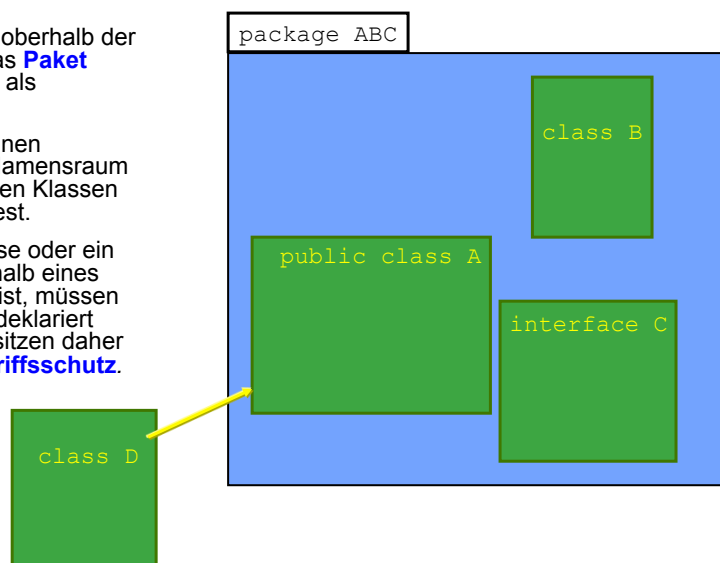 oberhalb der
as Paket
als
nen
amensraum
en Klassen
est.
se oder ein
alb eines
ist, müssen
deklariert
sitzen daher
riffsschutz.
package ABC
class B
public class A
interface C
class D